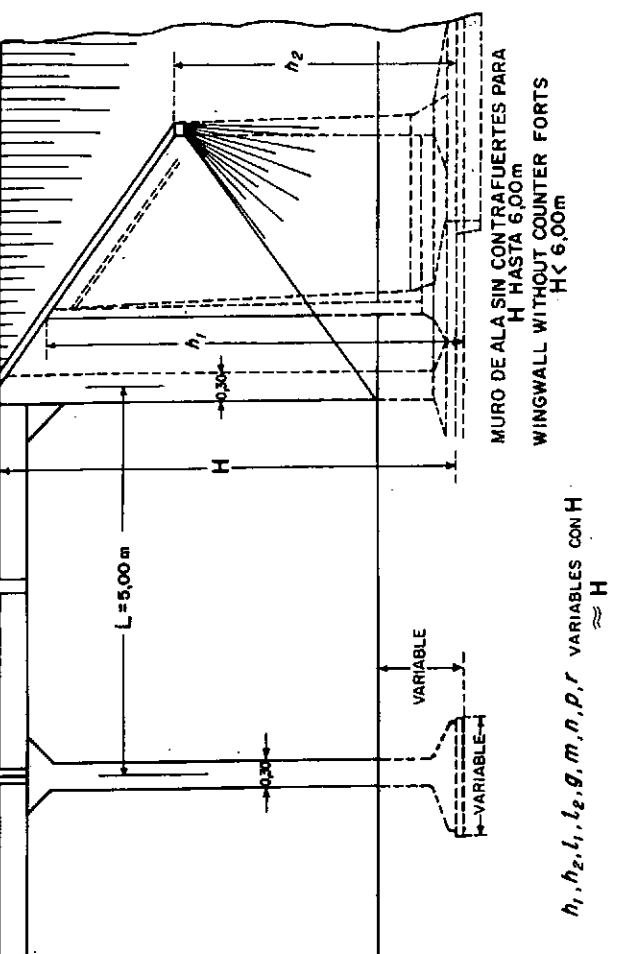 h₂
h₁
0,30
H
L=5,00 m
VARIABLE
0,30
VARIABLE
MURO DE ALA SIN CONTRAFUERTES PARA
H HASTA 6,00m
WINGWALL WITHOUT COUNTER FORTS
H< 6,00m
h₁, h₂, l₁, l₂, g, m, n, p, r VARIABLES CON H
≈ H